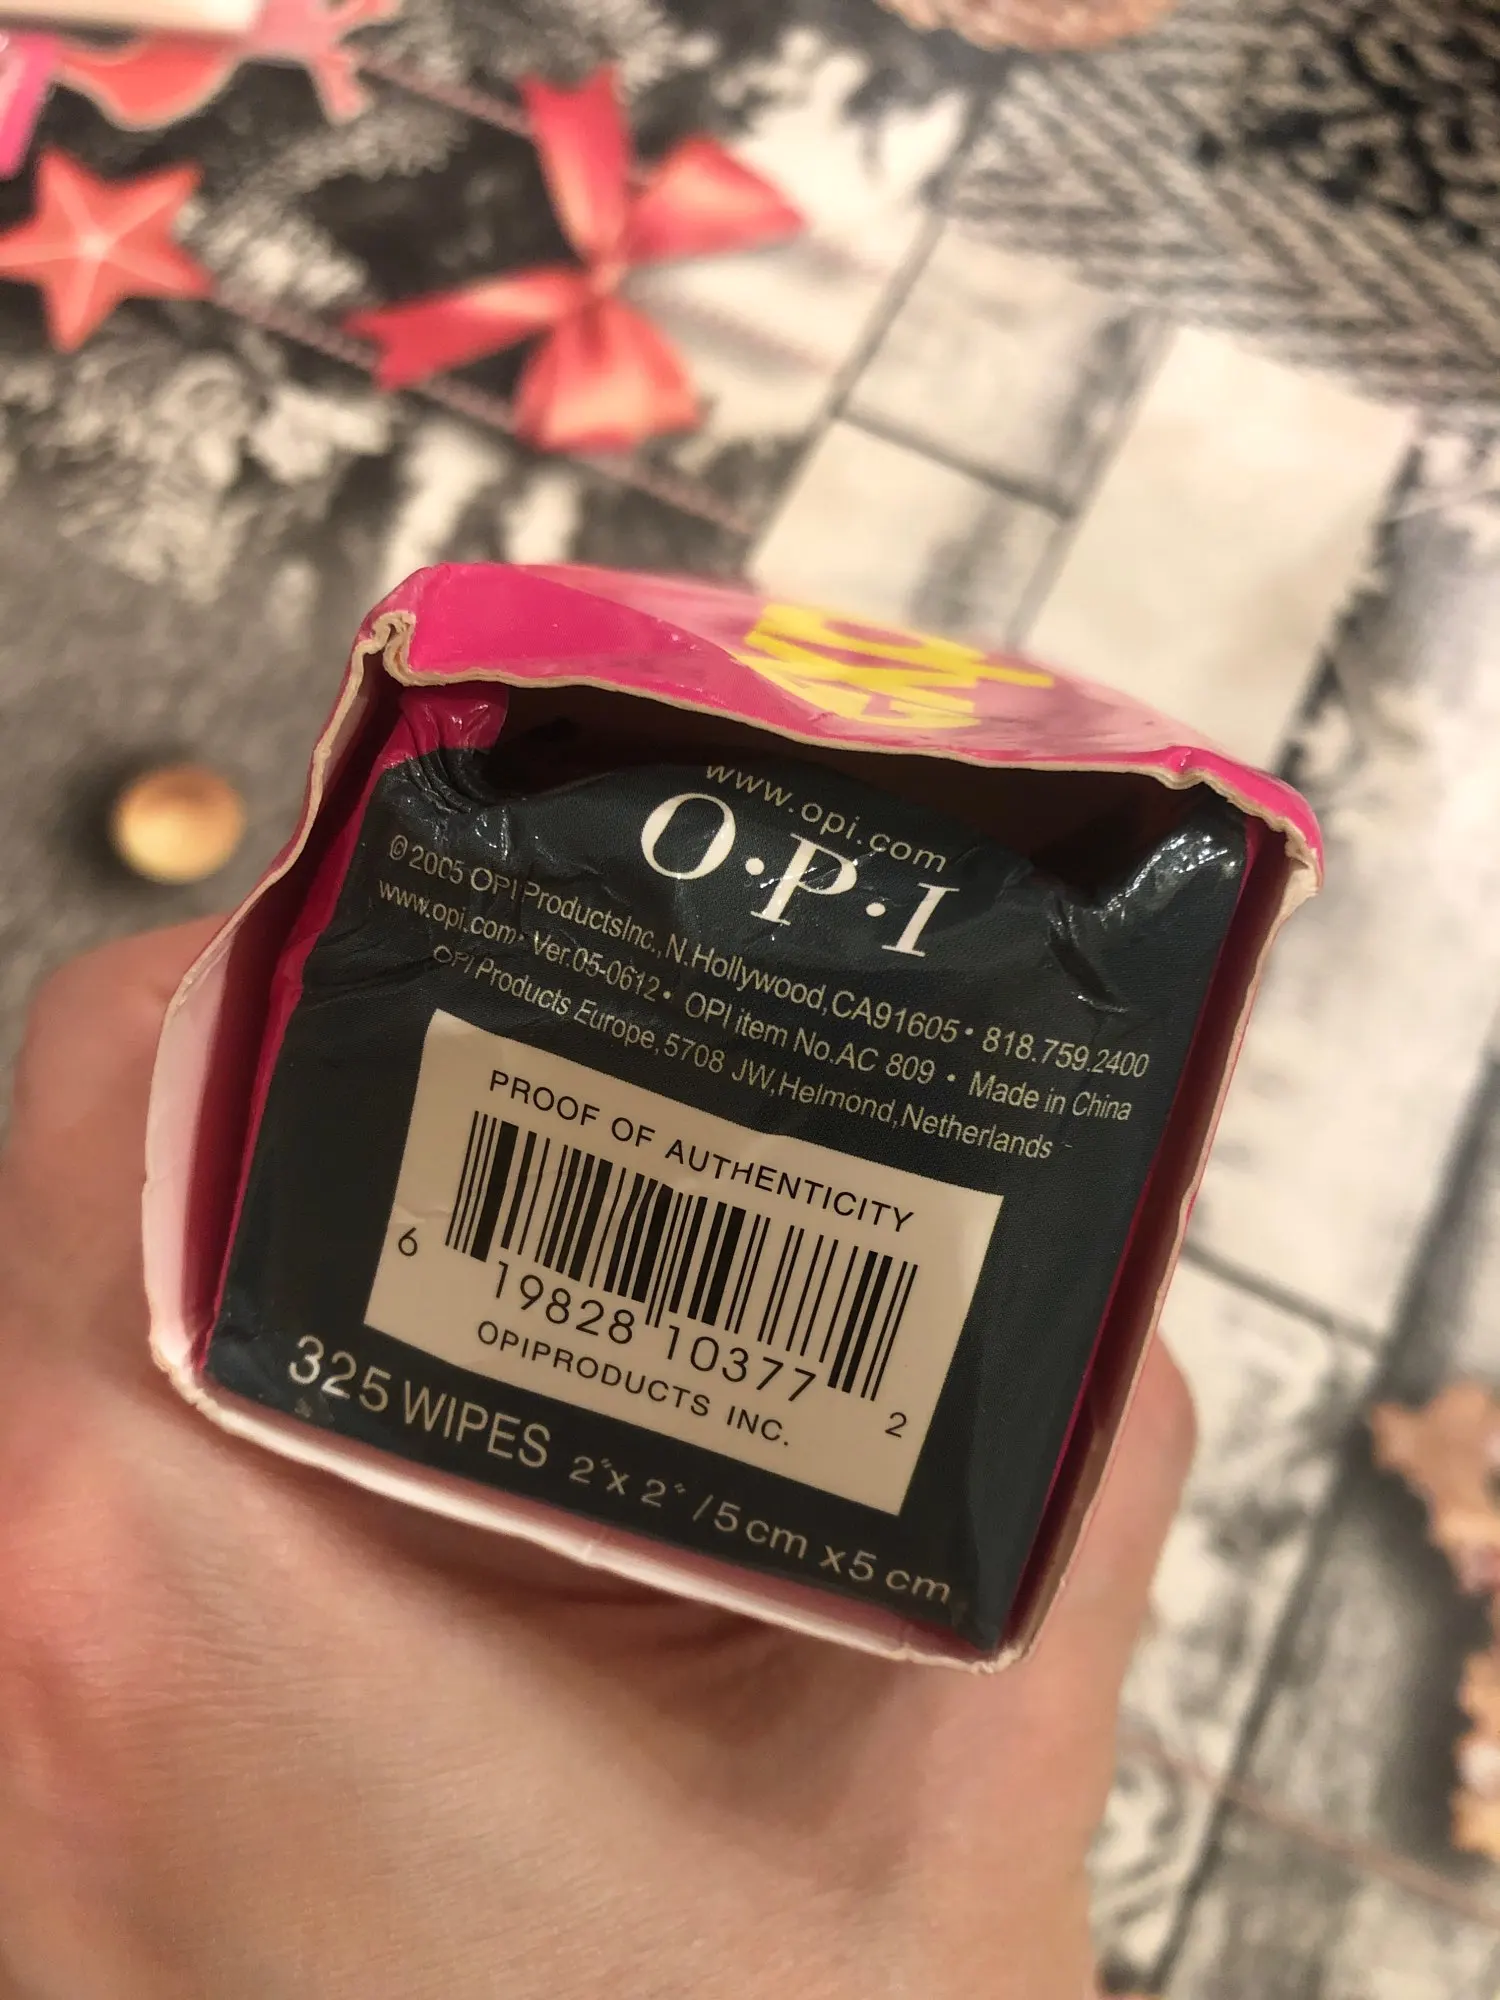 www.opi.com
O·P·I
© 2005 OPI ProductsInc., N.Hollywood,CA91605 • 818.759.2400
www.opi.com• Ver.05-0612 • OPI item No.AC 809 • Made in China
OPI Products Europe,5708 JW,Helmond,Netherlands
PROOF OF AUTHENTICITY
6 19828 10377 2
OPIPRODUCTS INC.
325 WIPES 2"x 2" /5cm x5 cm